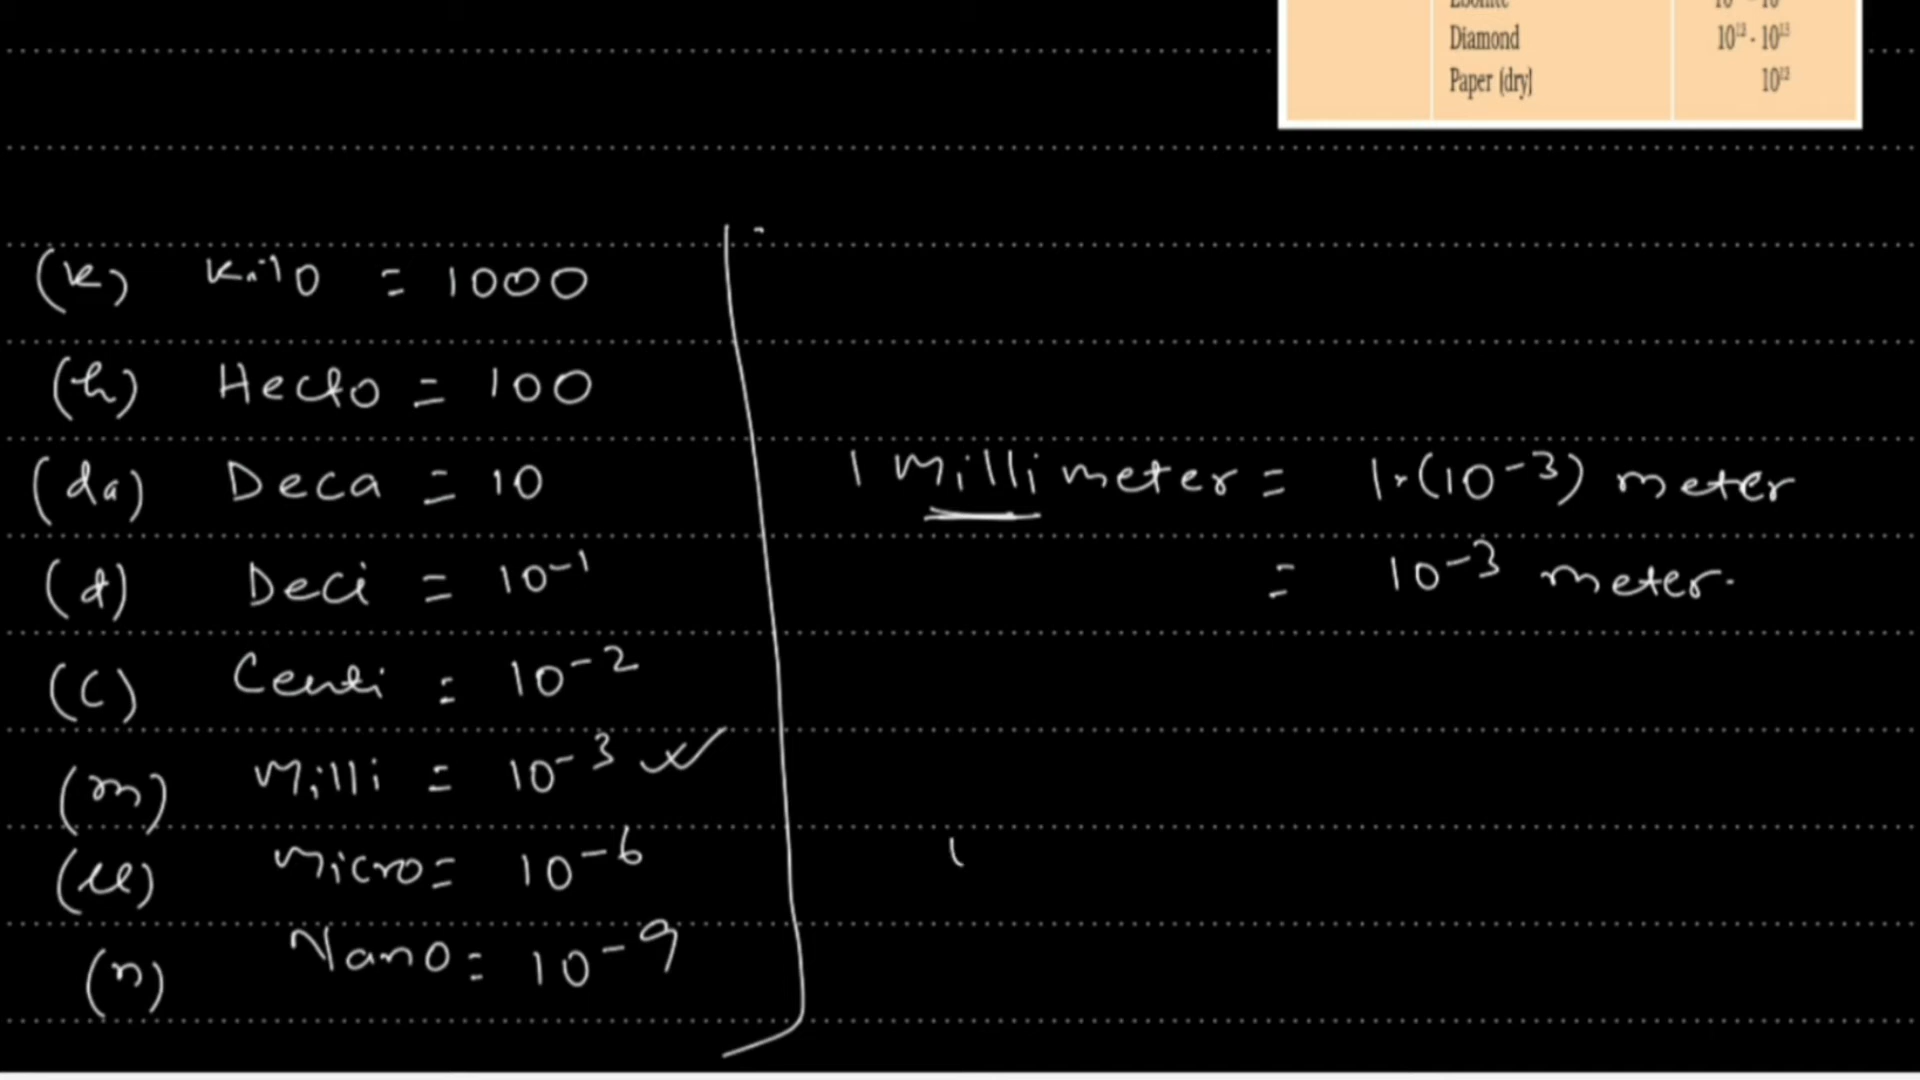 Diamond 10¹² - 10¹³
Paper (dry) 10¹²
(k) Kilo = 1000
(h) Hecto = 100
(da) Deca = 10
(d) Deci = 10⁻¹
(c) Centi = 10⁻²
(m) Milli = 10⁻³
(μ) Micro = 10⁻⁶
(n) Nano = 10⁻⁹
1 Millimeter = 1×(10⁻³) meter
= 10⁻³ meter.